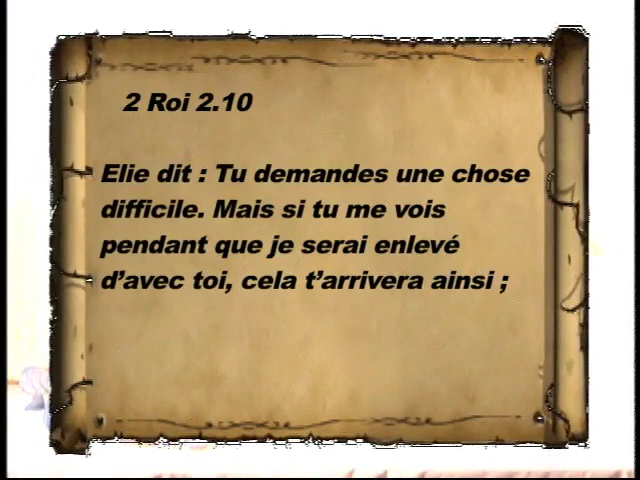 2 Roi 2.10
Elie dit : Tu demandes une chose
difficile. Mais si tu me vois
pendant que je serai enlevé
d’avec toi, cela t’arrivera ainsi ;